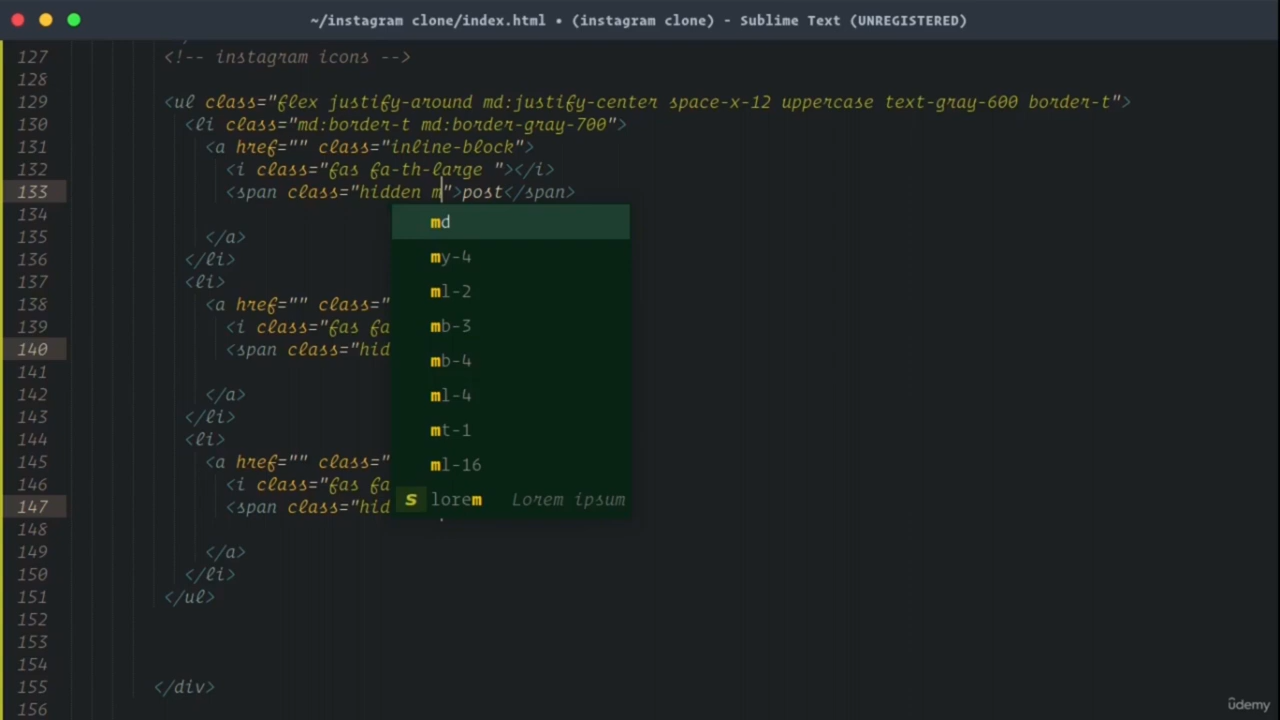 ~/instagram clone/index.html • (instagram clone) - Sublime Text (UNREGISTERED)
127 <!-- instagram icons -->
128
129 <ul class="flex justify-around md:justify-center space-x-12 uppercase text-gray-600 border-t">
130 <li class="md:border-t md:border-gray-700">
131 <a href="" class="inline-block">
132 <i class="fas fa-th-large "></i>
133 <span class="hidden m">post</span>
md
134
135 </a>
my-4
136 </li>
137 <li>
ml-2
138 <a href="" class="
139 <i class="fas fa
mb-3
140 <span class="hid
141
mb-4
142 </a>
ml-4
143 </li>
mt-1
144 <li>
145 <a href="" class="
ml-16
146 <i class="fas fa
s lorem Lorem ipsum
147 <span class="hid
148
149 </a>
150 </li>
151 </ul>
152
153
154
155 </div>
156
ûdemy